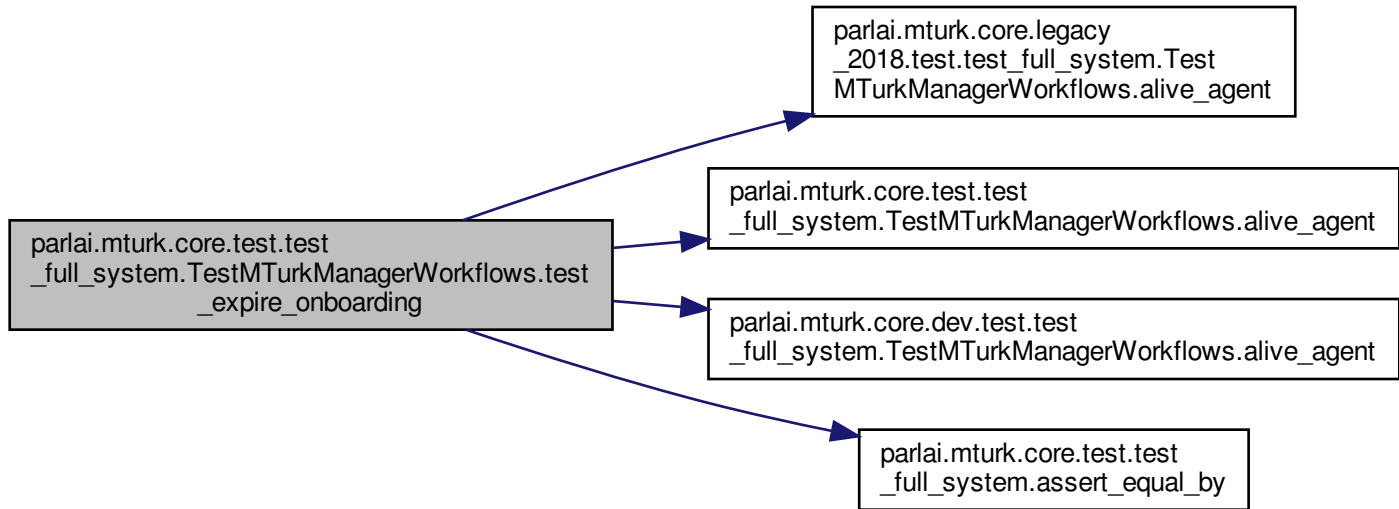 parlai.mturk.core.legacy
_2018.test.test_full_system.Test
MTurkManagerWorkflows.alive_agent
parlai.mturk.core.test.test
_full_system.TestMTurkManagerWorkflows.alive_agent
parlai.mturk.core.test.test
_full_system.TestMTurkManagerWorkflows.test
_expire_onboarding
parlai.mturk.core.dev.test.test
_full_system.TestMTurkManagerWorkflows.alive_agent
parlai.mturk.core.test.test
_full_system.assert_equal_by